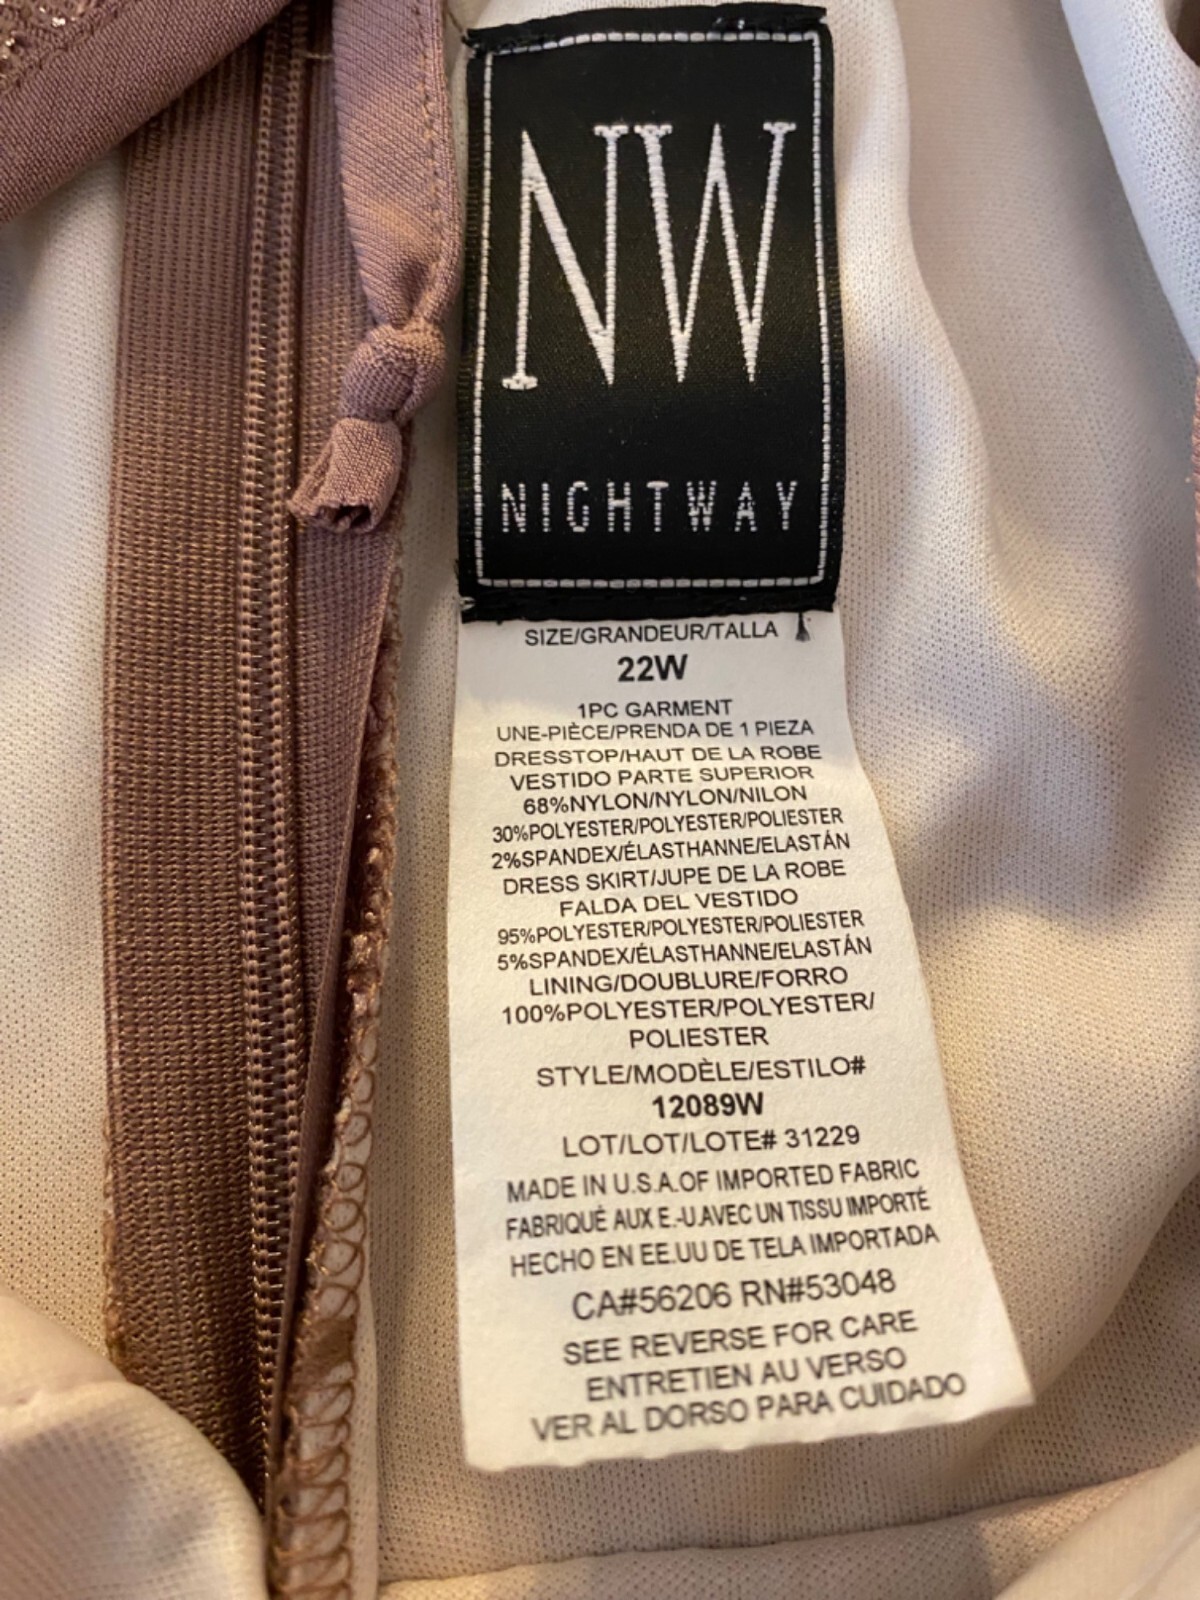 NW
NIGHTWAY
SIZE/GRANDEUR/TALLA
22W
1PC GARMENT
UNE-PIÈCE/PRENDA DE 1 PIEZA
DRESSTOP/HAUT DE LA ROBE
VESTIDO PARTE SUPERIOR
68%NYLON/NYLON/NILON
30%POLYESTER/POLYESTER/POLIESTER
2%SPANDEX/ÉLASTHANNE/ELASTÁN
DRESS SKIRT/JUPE DE LA ROBE
FALDA DEL VESTIDO
95%POLYESTER/POLYESTER/POLIESTER
5%SPANDEX/ÉLASTHANNE/ELASTÁN
LINING/DOUBLURE/FORRO
100%POLYESTER/POLYESTER/
POLIESTER
STYLE/MODÈLE/ESTILO#
12089W
LOT/LOT/LOTE# 31229
MADE IN U.S.A.OF IMPORTED FABRIC
FABRIQUÉ AUX E.-U.AVEC UN TISSU IMPORTÉ
HECHO EN EE.UU DE TELA IMPORTADA
CA#56206 RN#53048
SEE REVERSE FOR CARE
ENTRETIEN AU VERSO
VER AL DORSO PARA CUIDADO